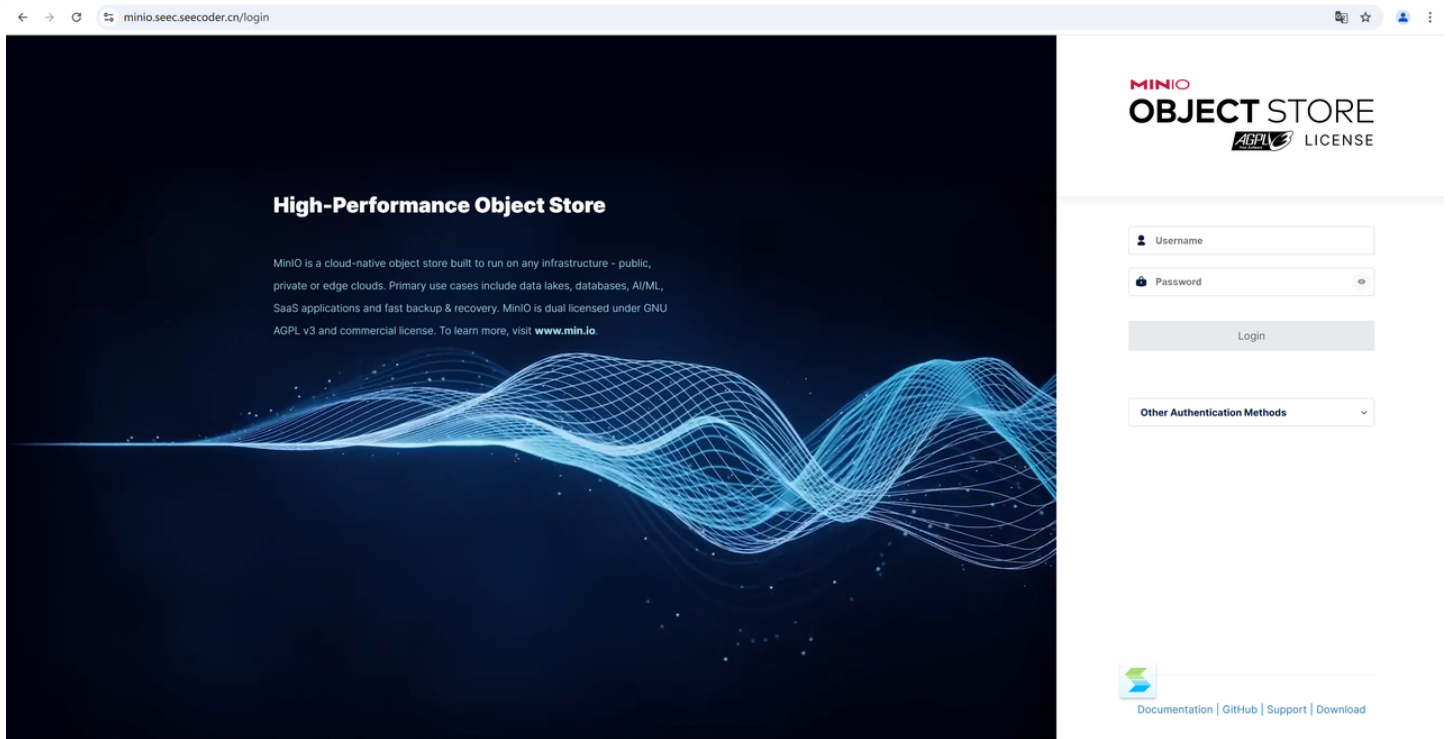 minio.seec.seecoder.cn/login
MINIO
OBJECT STORE
AGPLv3 LICENSE
Free Software
High-Performance Object Store
MinIO is a cloud-native object store built to run on any infrastructure - public,
private or edge clouds. Primary use cases include data lakes, databases, AI/ML,
SaaS applications and fast backup & recovery. MinIO is dual licensed under GNU
AGPL v3 and commercial license. To learn more, visit www.min.io.
Username
Password
Login
Other Authentication Methods
Documentation | GitHub | Support | Download